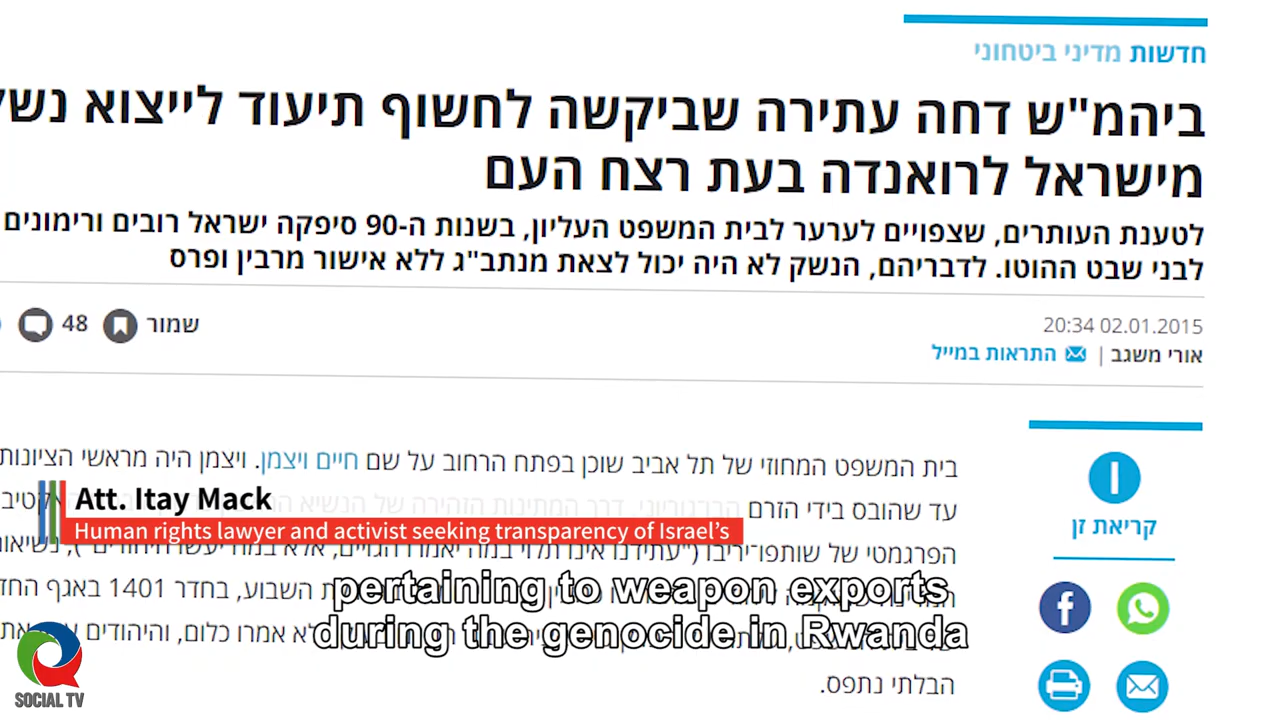 חדשות מדיני ביטחוני
ביהמ"ש דחה עתירה שביקשה לחשוף תיעוד לייצוא
מישראל לרואנדה בעת רצח העם
לטענת העותרים, שצפויים לערער לבית המשפט העליון, בשנות ה-90 סיפקה ישראל רובים ורימונים
לבני שבט ההוטו. לדבריהם, הנשק לא היה יכול לצאת מנתב"ג ללא אישור מרבין ופרס
שמור 48
20:34 02.01.2015
אורי משגב | התראות במייל
בית המשפט המחוזי של תל אביב שוכן בפתח הרחוב על שם חיים ויצמן. ויצמן היה מראשי הציונות
עד שהובס בידי הזרם
קריאת זן
Att. Itay Mack
Human rights lawyer and activist seeking transparency of Israel's
השבוע, בחדר 1401 באגף
pertaining to weapon exports
during the genocide in Rwanda
לא אמרו כלום, והיהודים
הבלתי נתפס.
SOCIAL TV